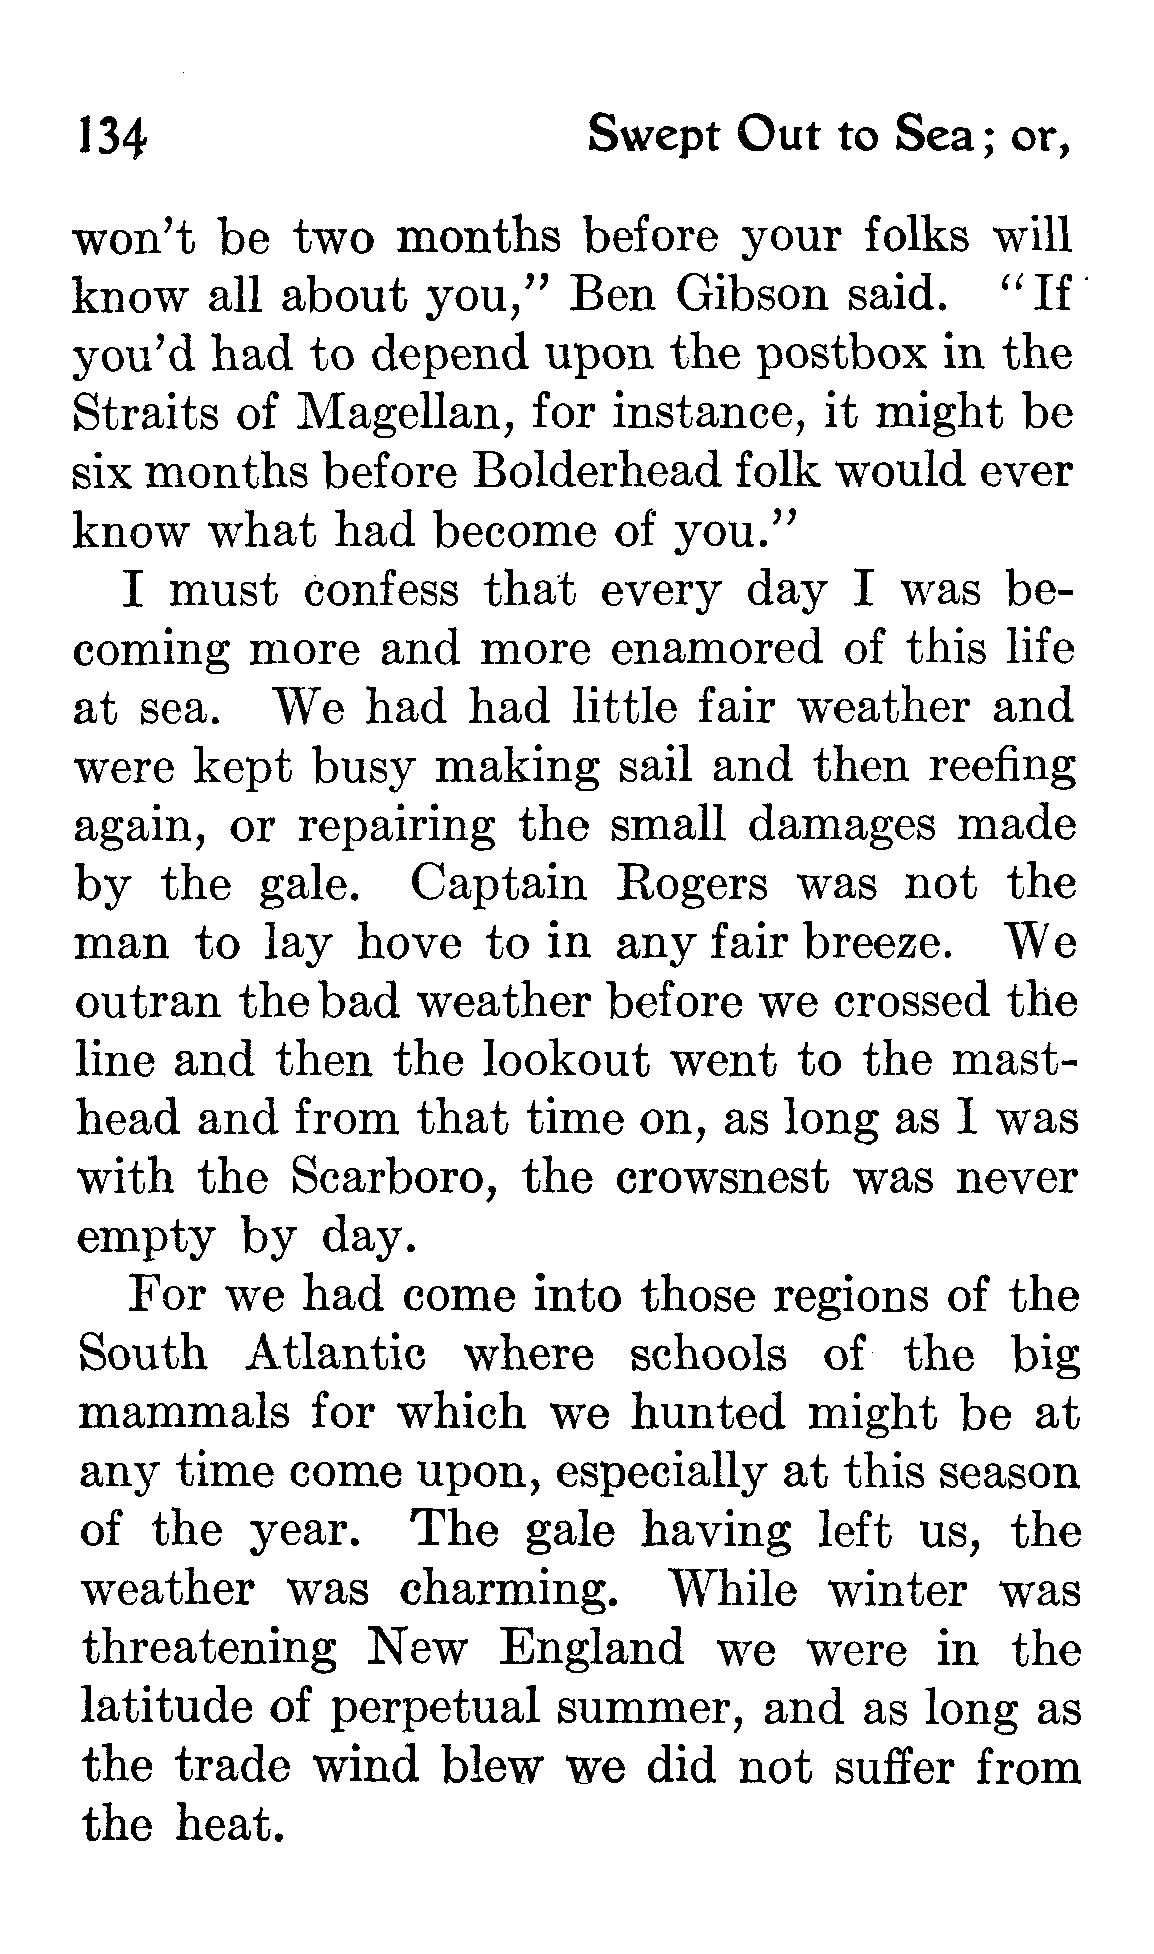 134 Swept Out to Sea; or,
won't be two months before your folks will
know all about you," Ben Gibson said. "If
you'd had to depend upon the postbox in the
Straits of Magellan, for instance, it might be
six months before Bolderhead folk would ever
know what had become of you."
I must confess that every day I was be-
coming more and more enamored of this life
at sea. We had had little fair weather and
were kept busy making sail and then reefing
again, or repairing the small damages made
by the gale. Captain Rogers was not the
man to lay hove to in any fair breeze. We
outran the bad weather before we crossed the
line and then the lookout went to the mast-
head and from that time on, as long as I was
with the Scarboro, the crowsnest was never
empty by day.
For we had come into those regions of the
South Atlantic where schools of the big
mammals for which we hunted might be at
any time come upon, especially at this season
of the year. The gale having left us, the
weather was charming. While winter was
threatening New England we were in the
latitude of perpetual summer, and as long as
the trade wind blew we did not suffer from
the heat.